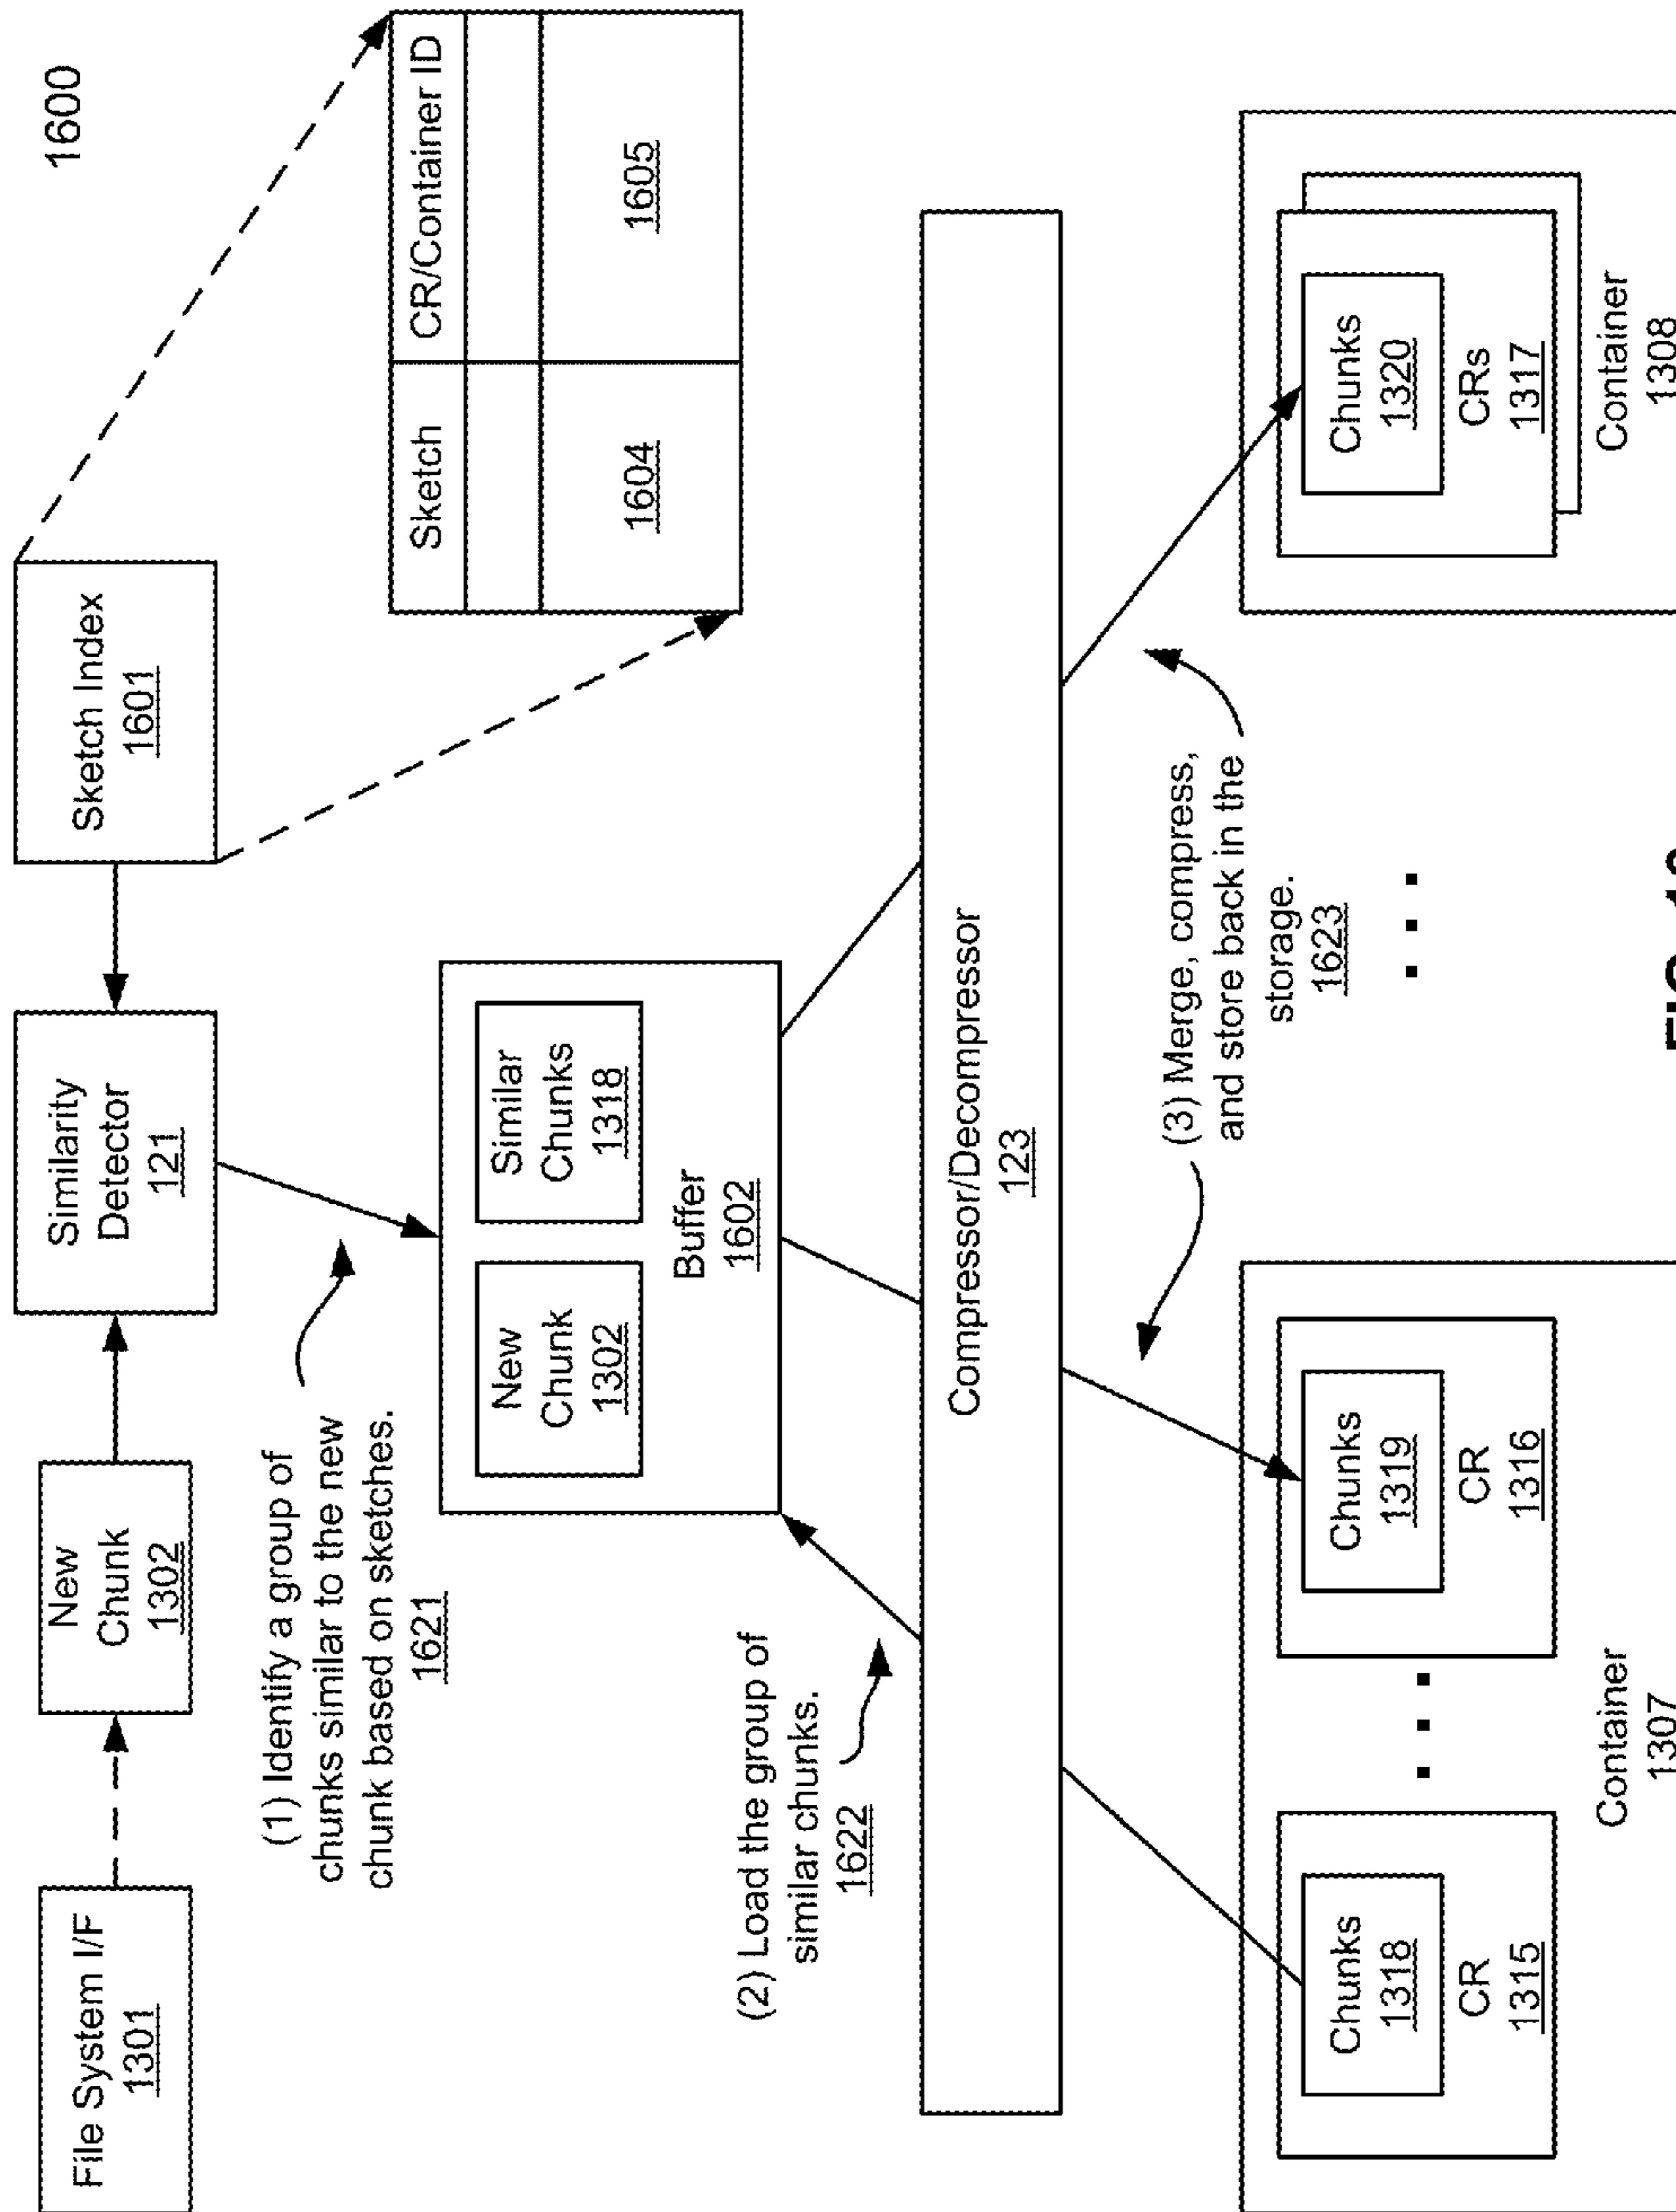 1600
File System I/F
1301
New
Chunk
1302
Similarity
Detector
121
Sketch Index
1601
Sketch
CR/Container ID
1604
1605
(1) Identify a group of
chunks similar to the new
chunk based on sketches.
1621
New
Chunk
1302
Similar
Chunks
1318
Buffer
1602
(2) Load the group of
similar chunks.
1622
Compressor/Decompressor
123
(3) Merge, compress,
and store back in the
storage.
1623
Chunks
1318
CR
1315
. . .
Chunks
1319
CR
1316
Container
1307
. . .
Chunks
1320
CRs
1317
Container
1308
FIG.